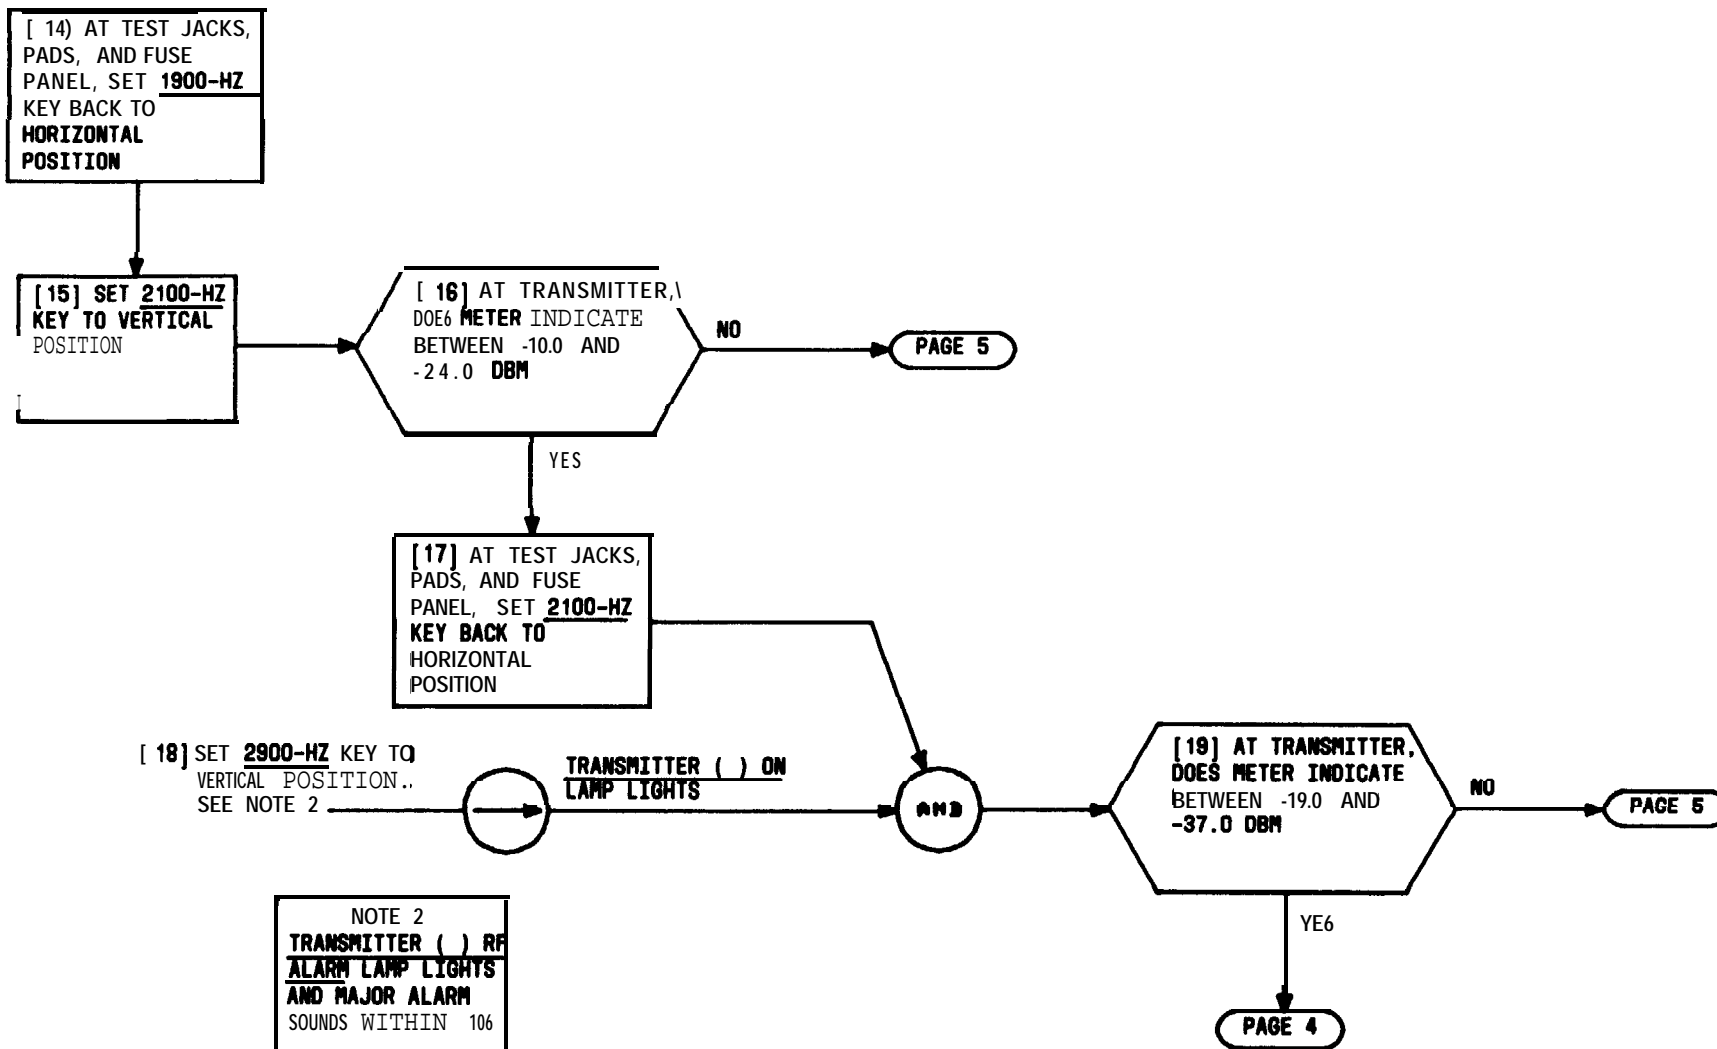 [ 14) AT TEST JACKS,
PADS, AND FUSE
PANEL, SET 1900-HZ
KEY BACK TO
HORIZONTAL
POSITION
[15] SET 2100-HZ
KEY TO VERTICAL
POSITION
[ 16] AT TRANSMITTER,\
DOE6 METER INDICATE
BETWEEN -10.0 AND
-24.0 DBM
NO
PAGE 5
YES
[17] AT TEST JACKS,
PADS, AND FUSE
PANEL, SET 2100-HZ
KEY BACK TO
HORIZONTAL
POSITION
[ 18] SET 2900-HZ KEY TO
VERTICAL POSITION..
SEE NOTE 2
TRANSMITTER ( ) ON
LAMP LIGHTS
AND
[19] AT TRANSMITTER,
DOES METER INDICATE
BETWEEN -19.0 AND
-37.0 DBM
NO
PAGE 5
YE6
PAGE 4
NOTE 2
TRANSMITTER ( ) RF
ALARM LAMP LIGHTS
AND MAJOR ALARM
SOUNDS WITHIN 106